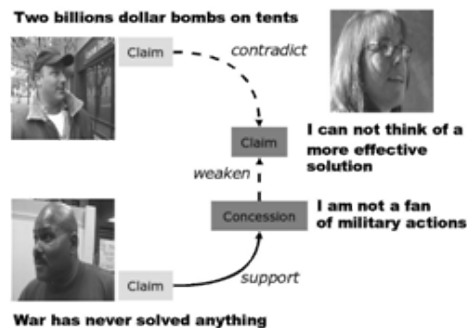 Two billions dollar bombs on tents
Claim
contradict
Claim
I can not think of a
more effective
solution
weaken
Concession
I am not a fan
of military actions
Claim
support
War has never solved anything